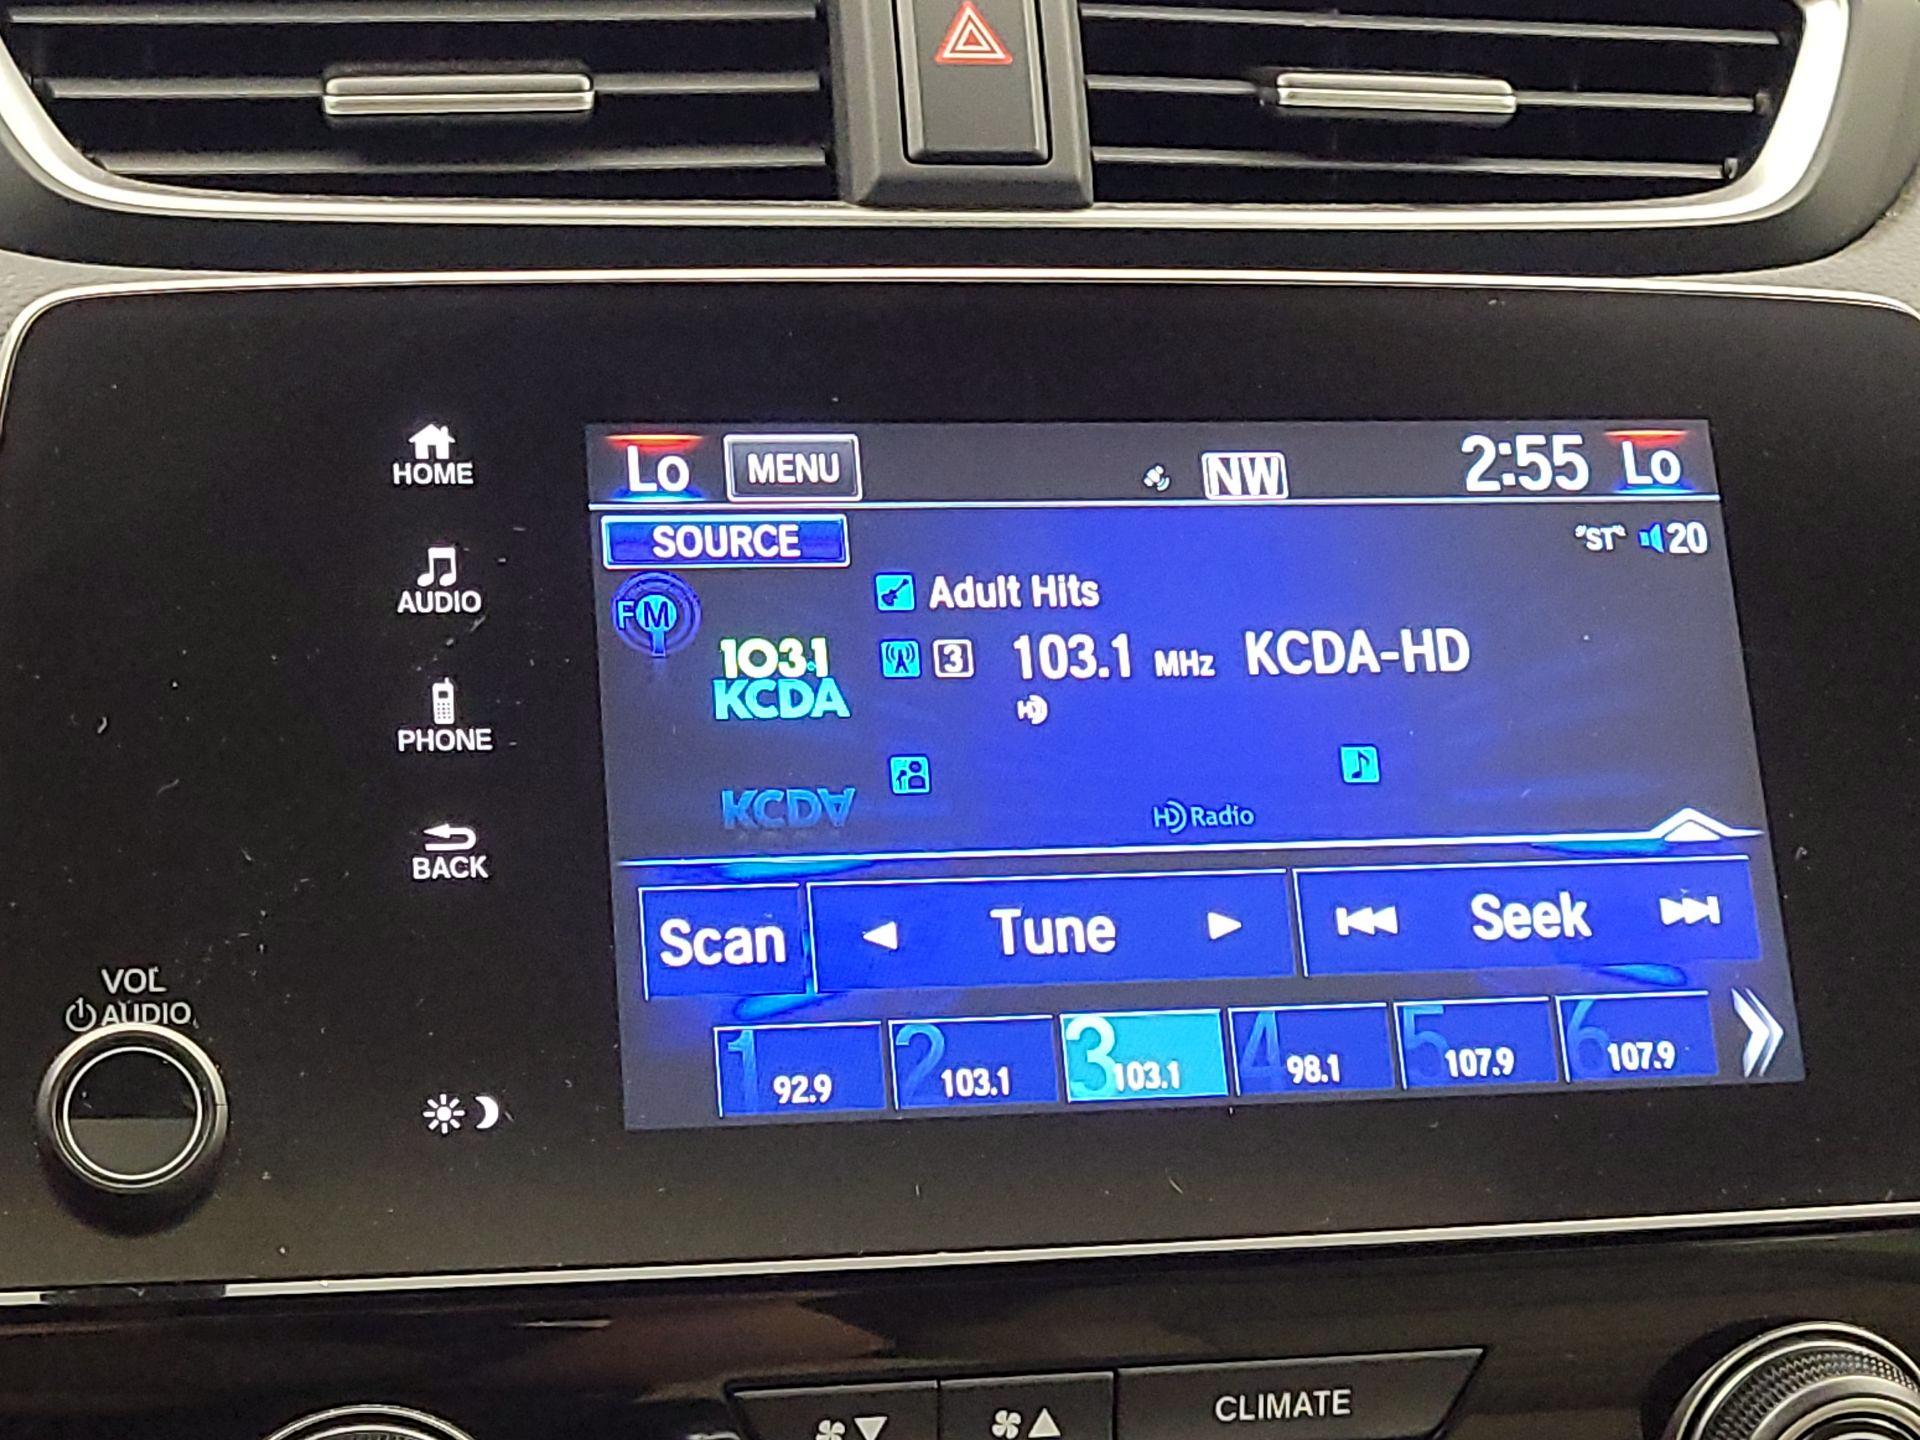 HOME
AUDIO
PHONE
BACK
VOL
AUDIO
Lo MENU NW 2:55 Lo
SOURCE "ST" 20
FM
103.1
KCDA
KCDA
Adult Hits
3 103.1 MHz KCDA-HD
HD
HD Radio
Scan Tune Seek
1 92.9
2 103.1
3 103.1
4 98.1
5 107.9
6 107.9
CLIMATE